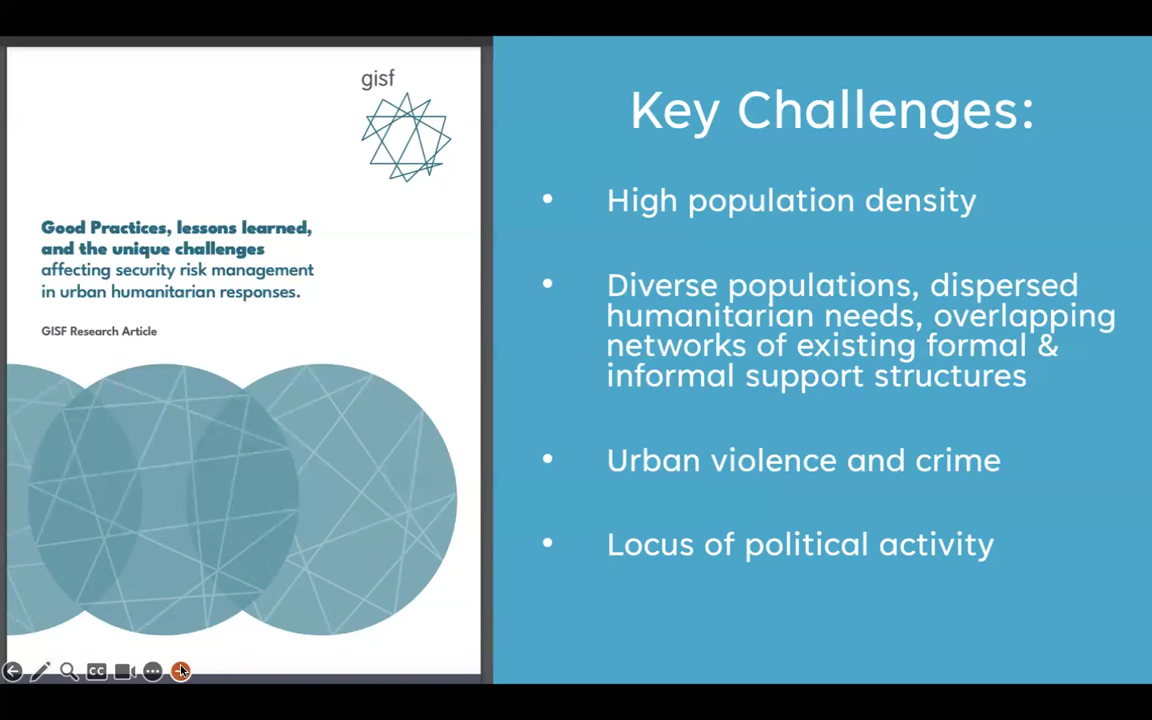 gisf
Good Practices, lessons learned,
and the unique challenges
affecting security risk management
in urban humanitarian responses.
GISF Research Article
Key Challenges:
• High population density
• Diverse populations, dispersed
humanitarian needs, overlapping
networks of existing formal &
informal support structures
• Urban violence and crime
• Locus of political activity
CC